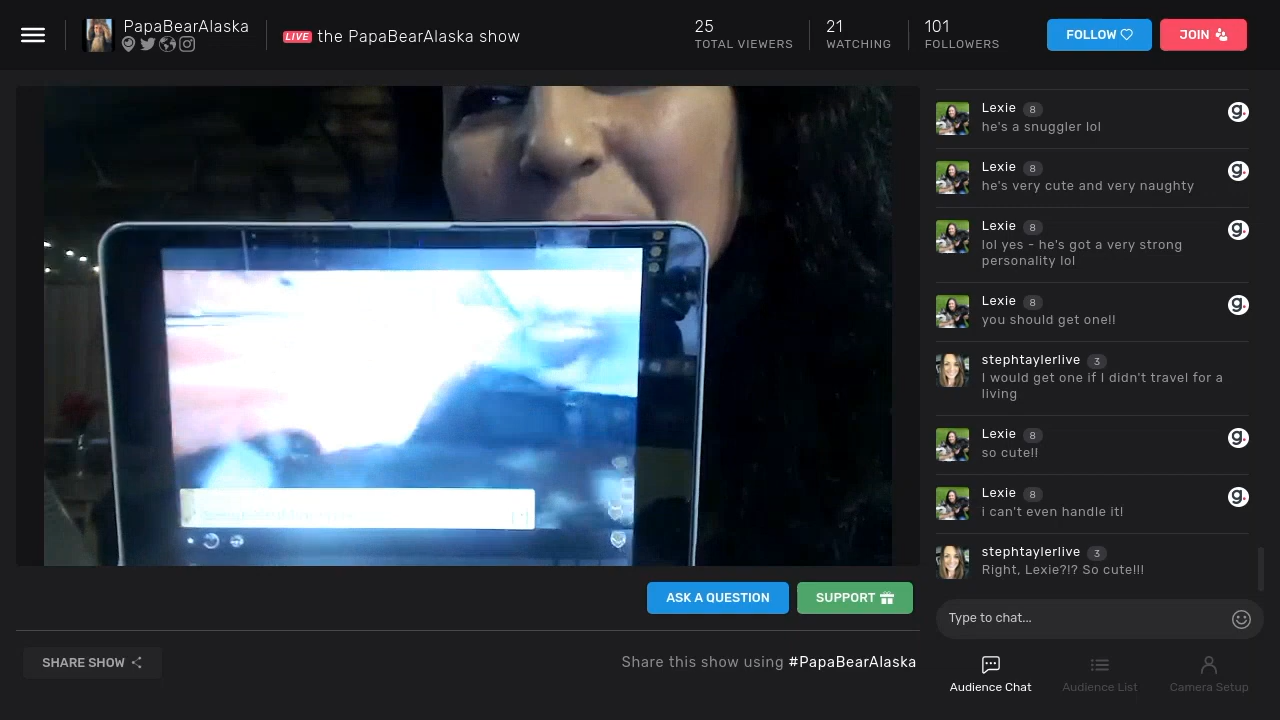 PapaBearAlaska
LIVE the PapaBearAlaska show
25
TOTAL VIEWERS
21
WATCHING
101
FOLLOWERS
FOLLOW
JOIN
Lexie 8
he's a snuggler lol
Lexie 8
he's very cute and very naughty
Lexie 8
lol yes - he's got a very strong
personality lol
Lexie 8
you should get one!!
stephtaylerlive 3
I would get one if I didn't travel for a
living
Lexie 8
so cute!!
Lexie 8
i can't even handle it!
stephtaylerlive 3
Right, Lexie?!? So cute!!!
ASK A QUESTION
SUPPORT
Type to chat...
SHARE SHOW
Share this show using #PapaBearAlaska
Audience Chat
Audience List
Camera Setup